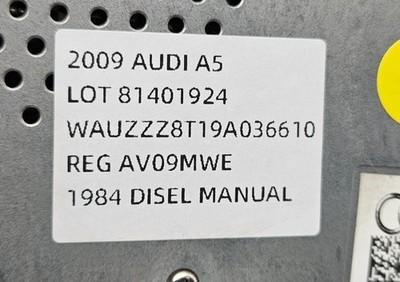 2009 AUDI A5
LOT 81401924
WAUZZZ8T19A036610
REG AV09MWE
1984 DISEL MANUAL